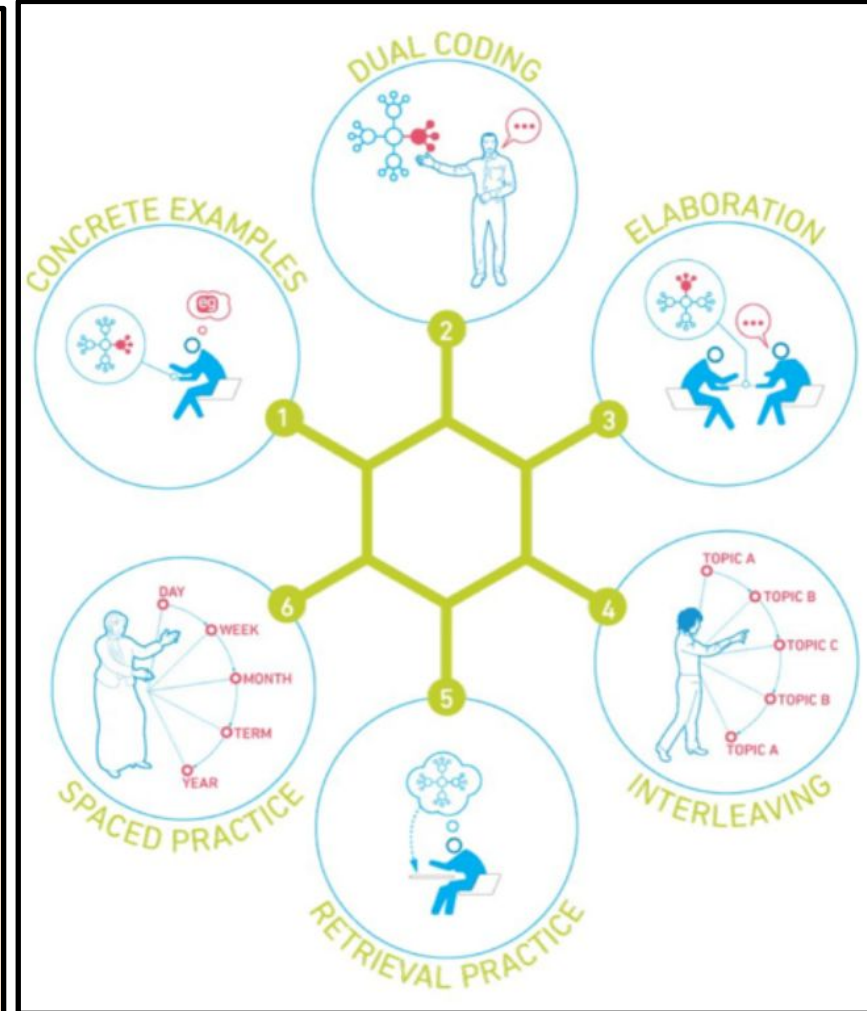 DUAL CODING
2
CONCRETE EXAMPLES
eg
1
ELABORATION
3
INTERLEAVING
TOPIC A
TOPIC B
TOPIC C
TOPIC B
TOPIC A
4
RETRIEVAL PRACTICE
5
SPACED PRACTICE
DAY
WEEK
MONTH
TERM
YEAR
6